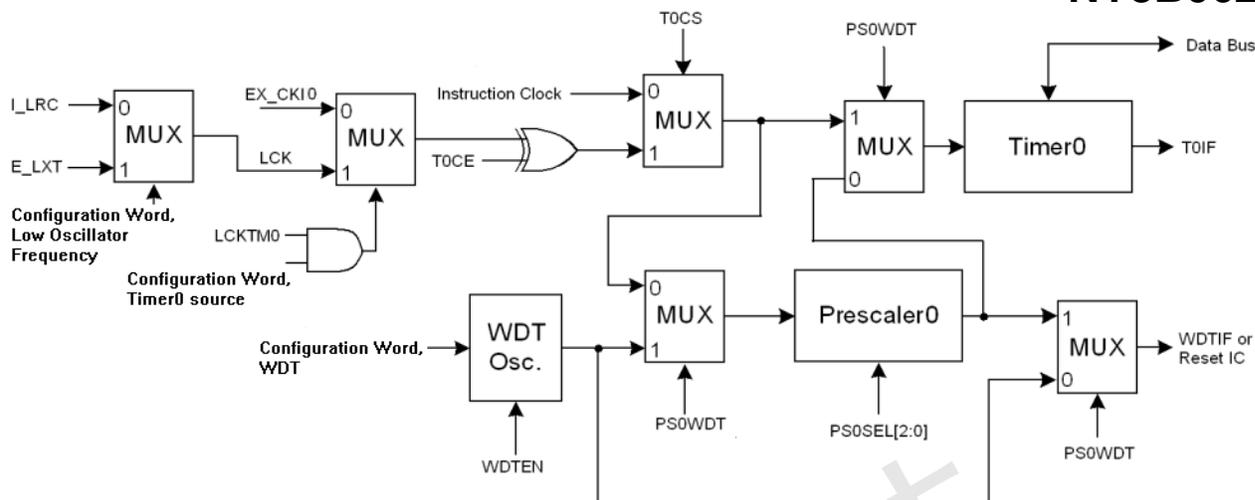 T0CS
PS0WDT
Data Bus
I_LRC
0
MUX
1
E_LXT
EX_CKI0
0
MUX
1
LCK
Instruction Clock
T0CE
0
MUX
1
1
MUX
0
Timer0
T0IF
Configuration Word,
Low Oscillator
Frequency
LCKTM0
Configuration Word,
Timer0 source
0
MUX
1
Prescaler0
1
MUX
0
WDTIF or
Reset IC
Configuration Word,
WDT
WDT
Osc.
WDTEN
PS0WDT
PS0SEL[2:0]
PS0WDT